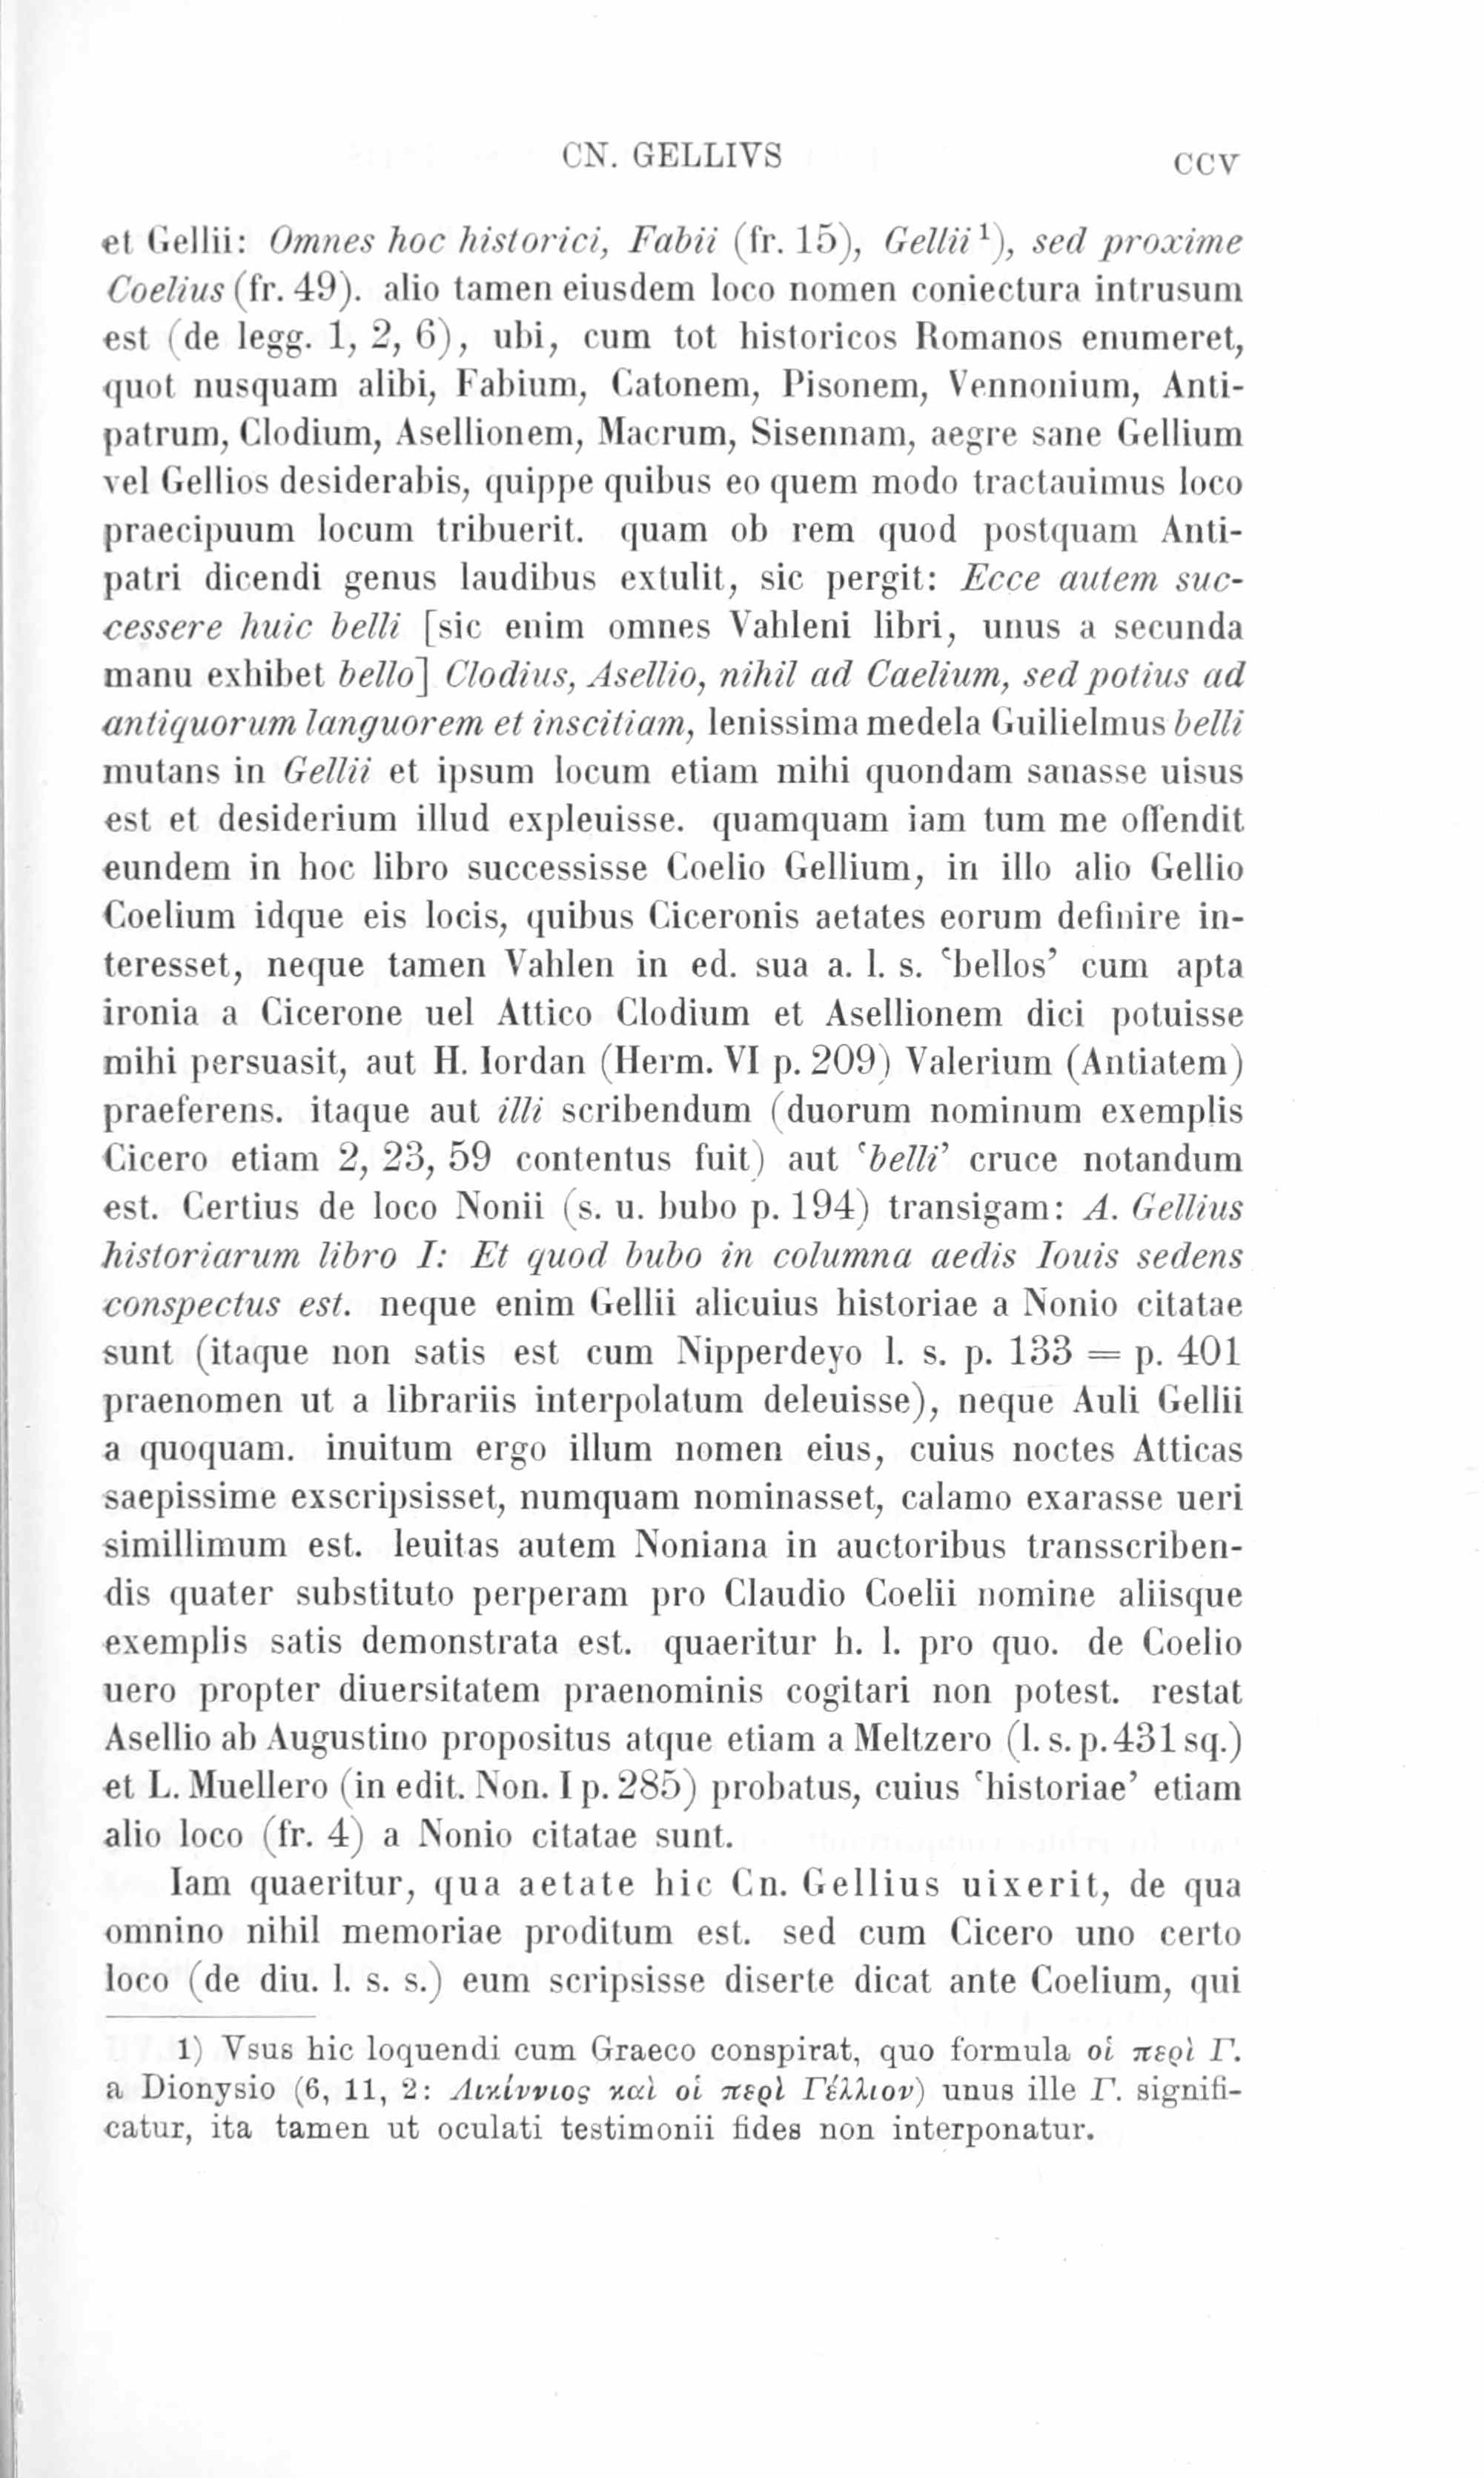 CN. GELLIVS CCV
et Gellii: Omnes hoc historici, Fabii (fr. 15), Gellii ¹), sed proxime
Coelius (fr. 49). alio tamen eiusdem loco nomen coniectura intrusum
est (de legg. 1, 2, 6), ubi, cum tot historicos Romanos enumeret,
quot nusquam alibi, Fabium, Catonem, Pisonem, Vennonium, Anti-
patrum, Clodium, Asellionem, Macrum, Sisennam, aegre sane Gellium
vel Gellios desiderabis, quippe quibus eo quem modo tractauimus loco
praecipuum locum tribuerit. quam ob rem quod postquam Anti-
patri dicendi genus laudibus extulit, sic pergit: Ecce autem suc-
cessere huic belli [sic enim omnes Vahleni libri, unus a secunda
manu exhibet bello] Clodius, Asellio, nihil ad Caelium, sed potius ad
antiquorum languorem et inscitiam, lenissima medela Guilielmus belli
mutans in Gellii et ipsum locum etiam mihi quondam sanasse uisus
est et desiderium illud expleuisse. quamquam iam tum me offendit
eundem in hoc libro successisse Coelio Gellium, in illo alio Gellio
Coelium idque eis locis, quibus Ciceronis aetates eorum definire in-
teresset, neque tamen Vahlen in ed. sua a. l. s. ‘bellos’ cum apta
ironia a Cicerone uel Attico Clodium et Asellionem dici potuisse
mihi persuasit, aut H. Iordan (Herm. VI p. 209) Valerium (Antiatem)
praeferens. itaque aut illi scribendum (duorum nominum exemplis
Cicero etiam 2, 23, 59 contentus fuit) aut ‘belli’ cruce notandum
est. Certius de loco Nonii (s. u. bubo p. 194) transigam: A. Gellius
historiarum libro I: Et quod bubo in columna aedis Iouis sedens
conspectus est. neque enim Gellii alicuius historiae a Nonio citatae
sunt (itaque non satis est cum Nipperdeyo l. s. p. 133 = p. 401
praenomen ut a librariis interpolatum deleuisse), neque Auli Gellii
a quoquam. inuitum ergo illum nomen eius, cuius noctes Atticas
saepissime exscripsisset, numquam nominasset, calamo exarasse ueri
simillimum est. leuitas autem Noniana in auctoribus transscriben-
dis quater substituto perperam pro Claudio Coelii nomine aliisque
exemplis satis demonstrata est. quaeritur h. l. pro quo. de Coelio
uero propter diuersitatem praenominis cogitari non potest. restat
Asellio ab Augustino propositus atque etiam a Meltzero (l. s. p. 431 sq.)
et L. Muellero (in edit. Non. I p. 285) probatus, cuius ‘historiae’ etiam
alio loco (fr. 4) a Nonio citatae sunt.
Iam quaeritur, qua aetate hic Cn. Gellius uixerit, de qua
omnino nihil memoriae proditum est. sed cum Cicero uno certo
loco (de diu. l. s. s.) eum scripsisse diserte dicat ante Coelium, qui
1) Vsus hic loquendi cum Graeco conspirat, quo formula οἱ περὶ Γ.
a Dionysio (6, 11, 2: Λικίννιος καὶ οἱ περὶ Γέλλιον) unus ille Γ. signifi-
catur, ita tamen ut oculati testimonii fides non interponatur.